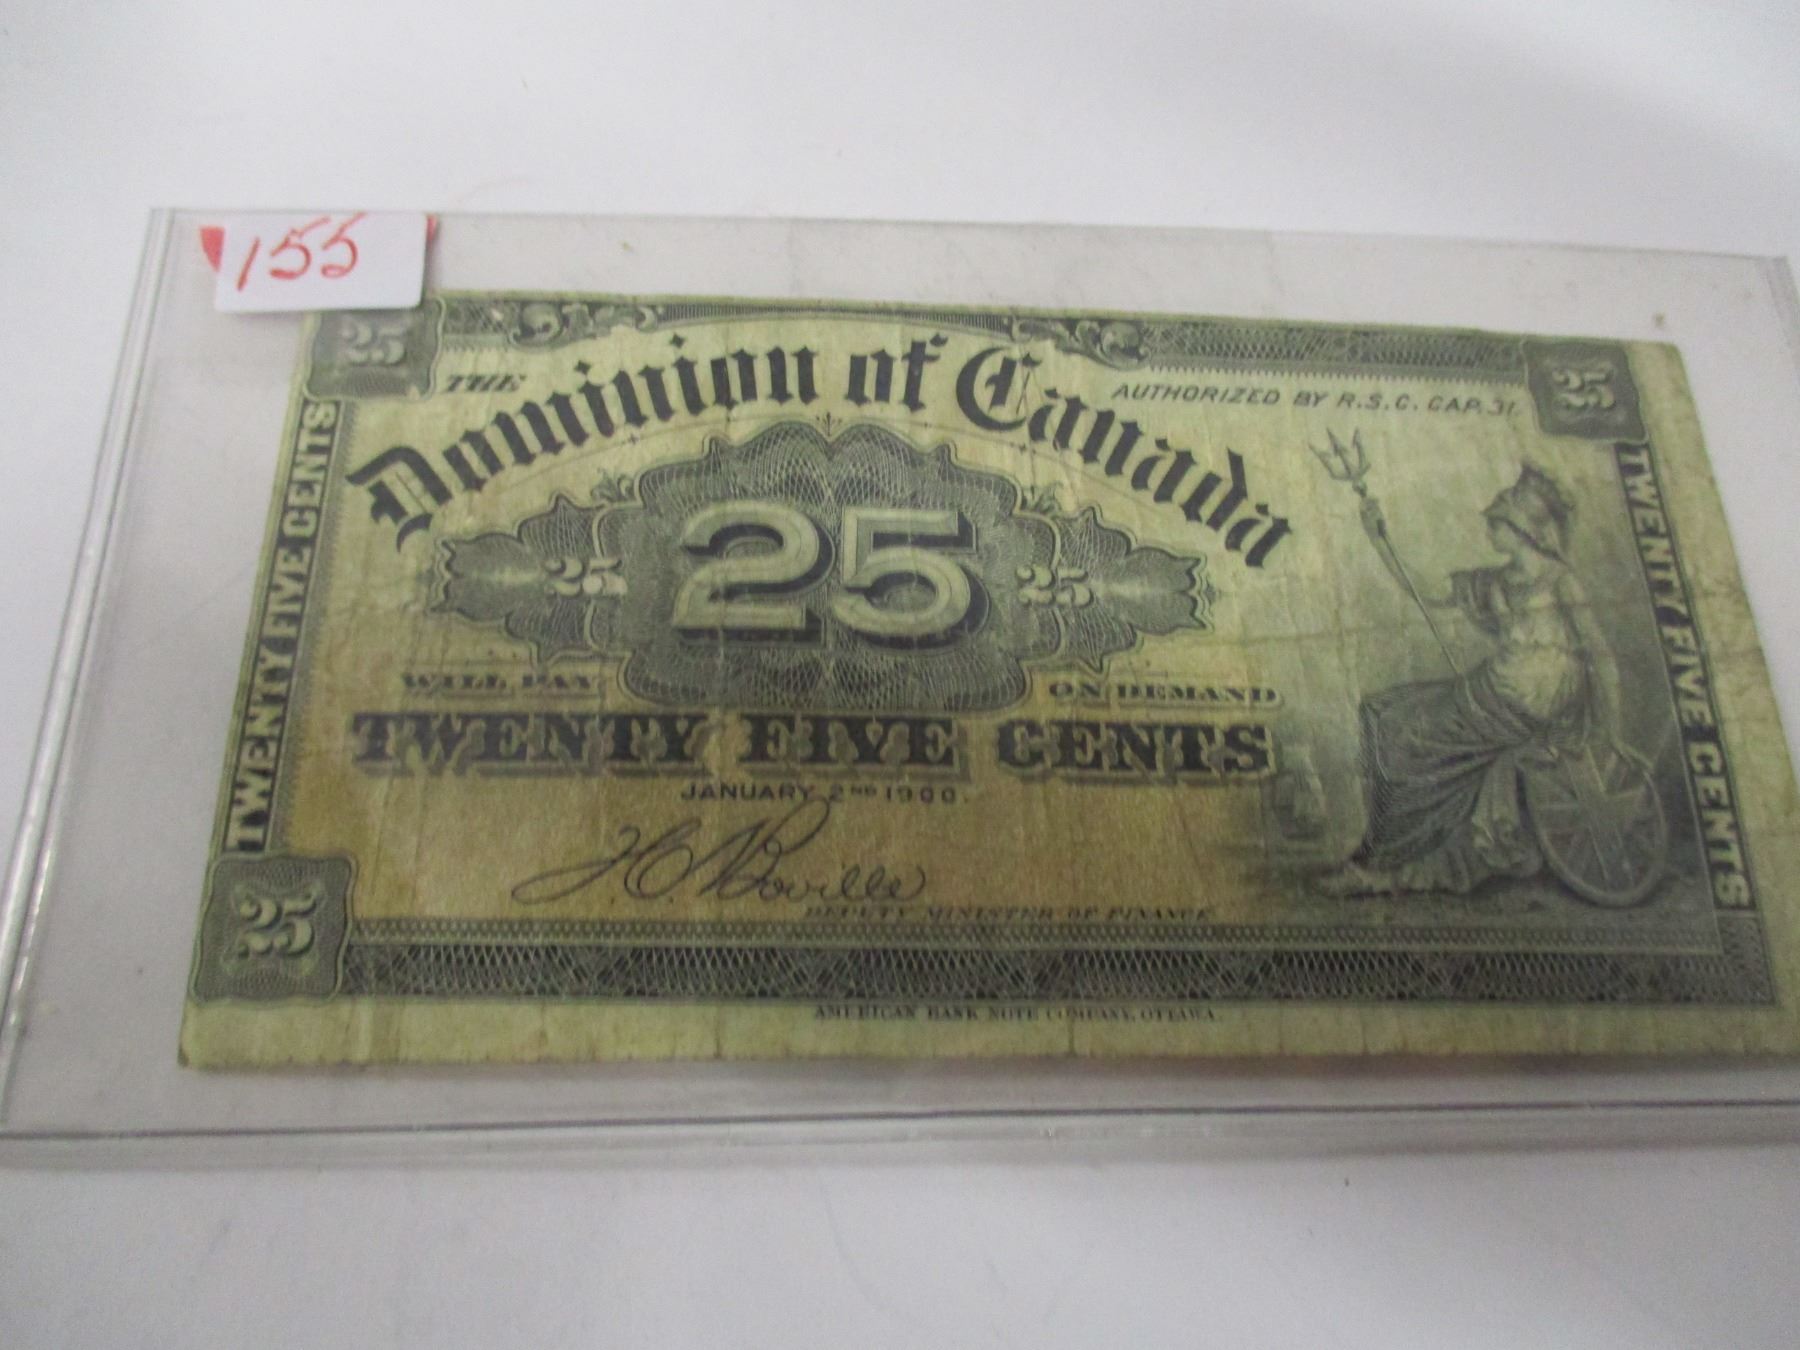 155
25
25
THE
Dominion of Canada
AUTHORIZED BY R.S.C. CAP. 31.
TWENTY FIVE CENTS
TWENTY FIVE CENTS
25
25
25
WILL PAY
ON DEMAND
TWENTY FIVE CENTS
JANUARY 2ND 1900.
J.C. Boville
DEPUTY MINISTER OF FINANCE
25
AMERICAN BANK NOTE COMPANY, OTTAWA.